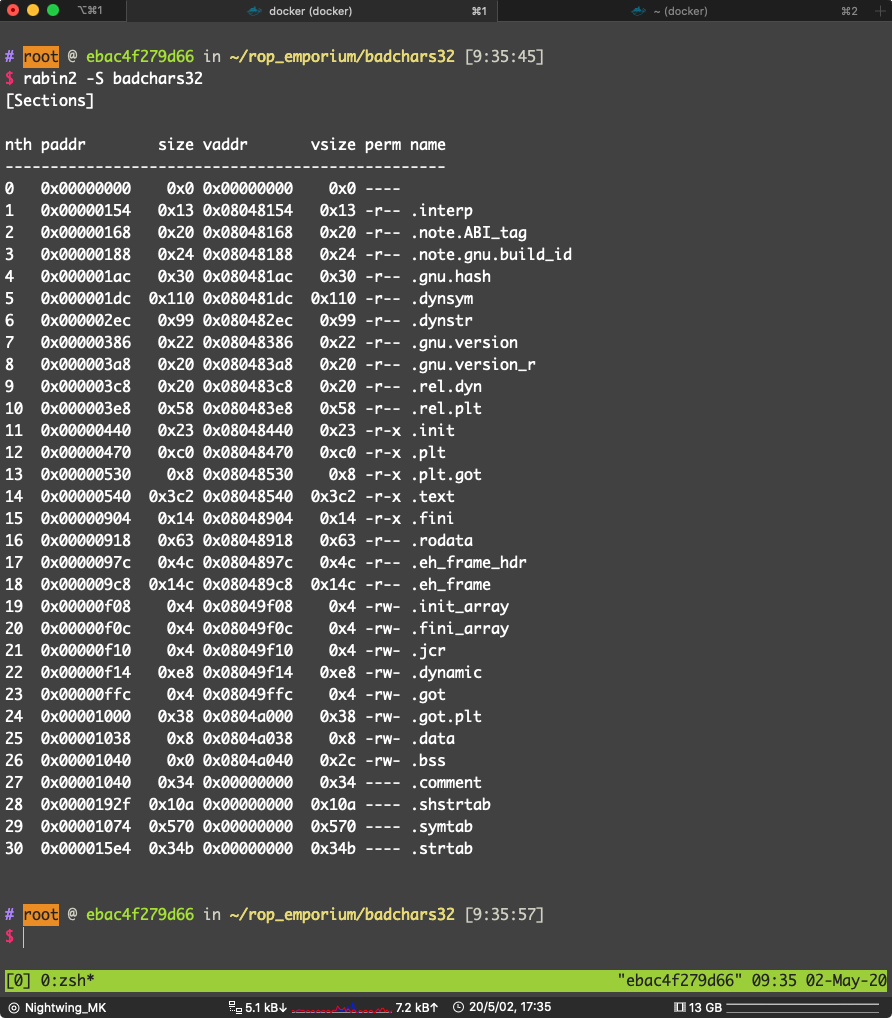 ⌥⌘1 docker (docker) ⌘1 ~ (docker) ⌘2
# root @ ebac4f279d66 in ~/rop_emporium/badchars32 [9:35:45]
$ rabin2 -S badchars32
[Sections]
nth paddr size vaddr vsize perm name
-------------------------------------------------
0 0x00000000 0x0 0x00000000 0x0 ----
1 0x00000154 0x13 0x08048154 0x13 -r-- .interp
2 0x00000168 0x20 0x08048168 0x20 -r-- .note.ABI_tag
3 0x00000188 0x24 0x08048188 0x24 -r-- .note.gnu.build_id
4 0x000001ac 0x30 0x080481ac 0x30 -r-- .gnu.hash
5 0x000001dc 0x110 0x080481dc 0x110 -r-- .dynsym
6 0x000002ec 0x99 0x080482ec 0x99 -r-- .dynstr
7 0x00000386 0x22 0x08048386 0x22 -r-- .gnu.version
8 0x000003a8 0x20 0x080483a8 0x20 -r-- .gnu.version_r
9 0x000003c8 0x20 0x080483c8 0x20 -r-- .rel.dyn
10 0x000003e8 0x58 0x080483e8 0x58 -r-- .rel.plt
11 0x00000440 0x23 0x08048440 0x23 -r-x .init
12 0x00000470 0xc0 0x08048470 0xc0 -r-x .plt
13 0x00000530 0x8 0x08048530 0x8 -r-x .plt.got
14 0x00000540 0x3c2 0x08048540 0x3c2 -r-x .text
15 0x00000904 0x14 0x08048904 0x14 -r-x .fini
16 0x00000918 0x63 0x08048918 0x63 -r-- .rodata
17 0x0000097c 0x4c 0x0804897c 0x4c -r-- .eh_frame_hdr
18 0x000009c8 0x14c 0x080489c8 0x14c -r-- .eh_frame
19 0x00000f08 0x4 0x08049f08 0x4 -rw- .init_array
20 0x00000f0c 0x4 0x08049f0c 0x4 -rw- .fini_array
21 0x00000f10 0x4 0x08049f10 0x4 -rw- .jcr
22 0x00000f14 0xe8 0x08049f14 0xe8 -rw- .dynamic
23 0x00000ffc 0x4 0x08049ffc 0x4 -rw- .got
24 0x00001000 0x38 0x0804a000 0x38 -rw- .got.plt
25 0x00001038 0x8 0x0804a038 0x8 -rw- .data
26 0x00001040 0x0 0x0804a040 0x2c -rw- .bss
27 0x00001040 0x34 0x00000000 0x34 ---- .comment
28 0x0000192f 0x10a 0x00000000 0x10a ---- .shstrtab
29 0x00001074 0x570 0x00000000 0x570 ---- .symtab
30 0x000015e4 0x34b 0x00000000 0x34b ---- .strtab
# root @ ebac4f279d66 in ~/rop_emporium/badchars32 [9:35:57]
$
[0] 0:zsh* "ebac4f279d66" 09:35 02-May-20
Nightwing_MK 5.1 kB↓ 7.2 kB↑ 20/5/02, 17:35 13 GB